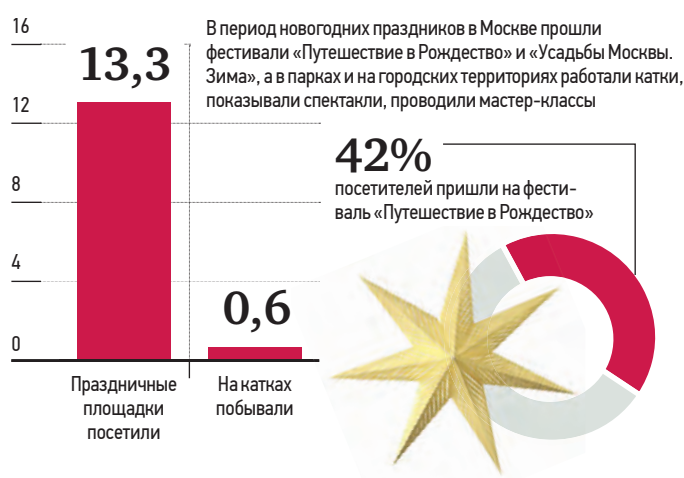 В период новогодних праздников в Москве прошли
фестивали «Путешествие в Рождество» и «Усадьбы Москвы.
Зима», а в парках и на городских территориях работали катки,
показывали спектакли, проводили мастер-классы
16
13,3
12
8
4
0,6
0
Праздничные
площадки
посетили
На катках
побывали
42%
посетителей пришли на фести-
валь «Путешествие в Рождество»